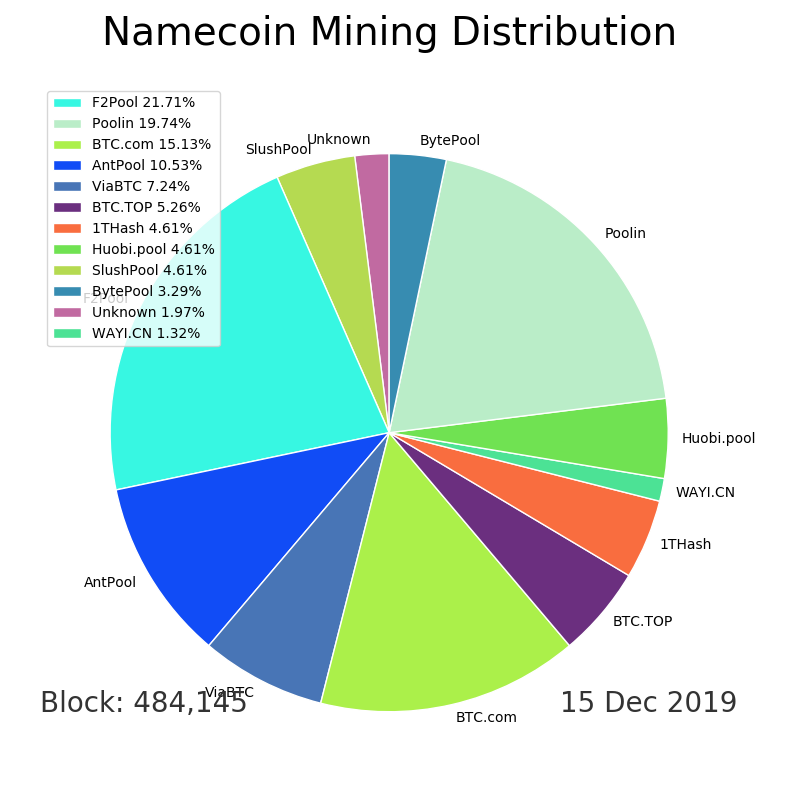 Namecoin Mining Distribution
F2Pool 21.71%
Poolin 19.74%
BTC.com 15.13%
AntPool 10.53%
ViaBTC 7.24%
BTC.TOP 5.26%
1THash 4.61%
Huobi.pool 4.61%
SlushPool 4.61%
BytePool 3.29%
Unknown 1.97%
WAYI.CN 1.32%
Unknown
BytePool
SlushPool
Poolin
F2Pool
Huobi.pool
WAYI.CN
1THash
AntPool
BTC.TOP
ViaBTC
BTC.com
Block: 484,145
15 Dec 2019